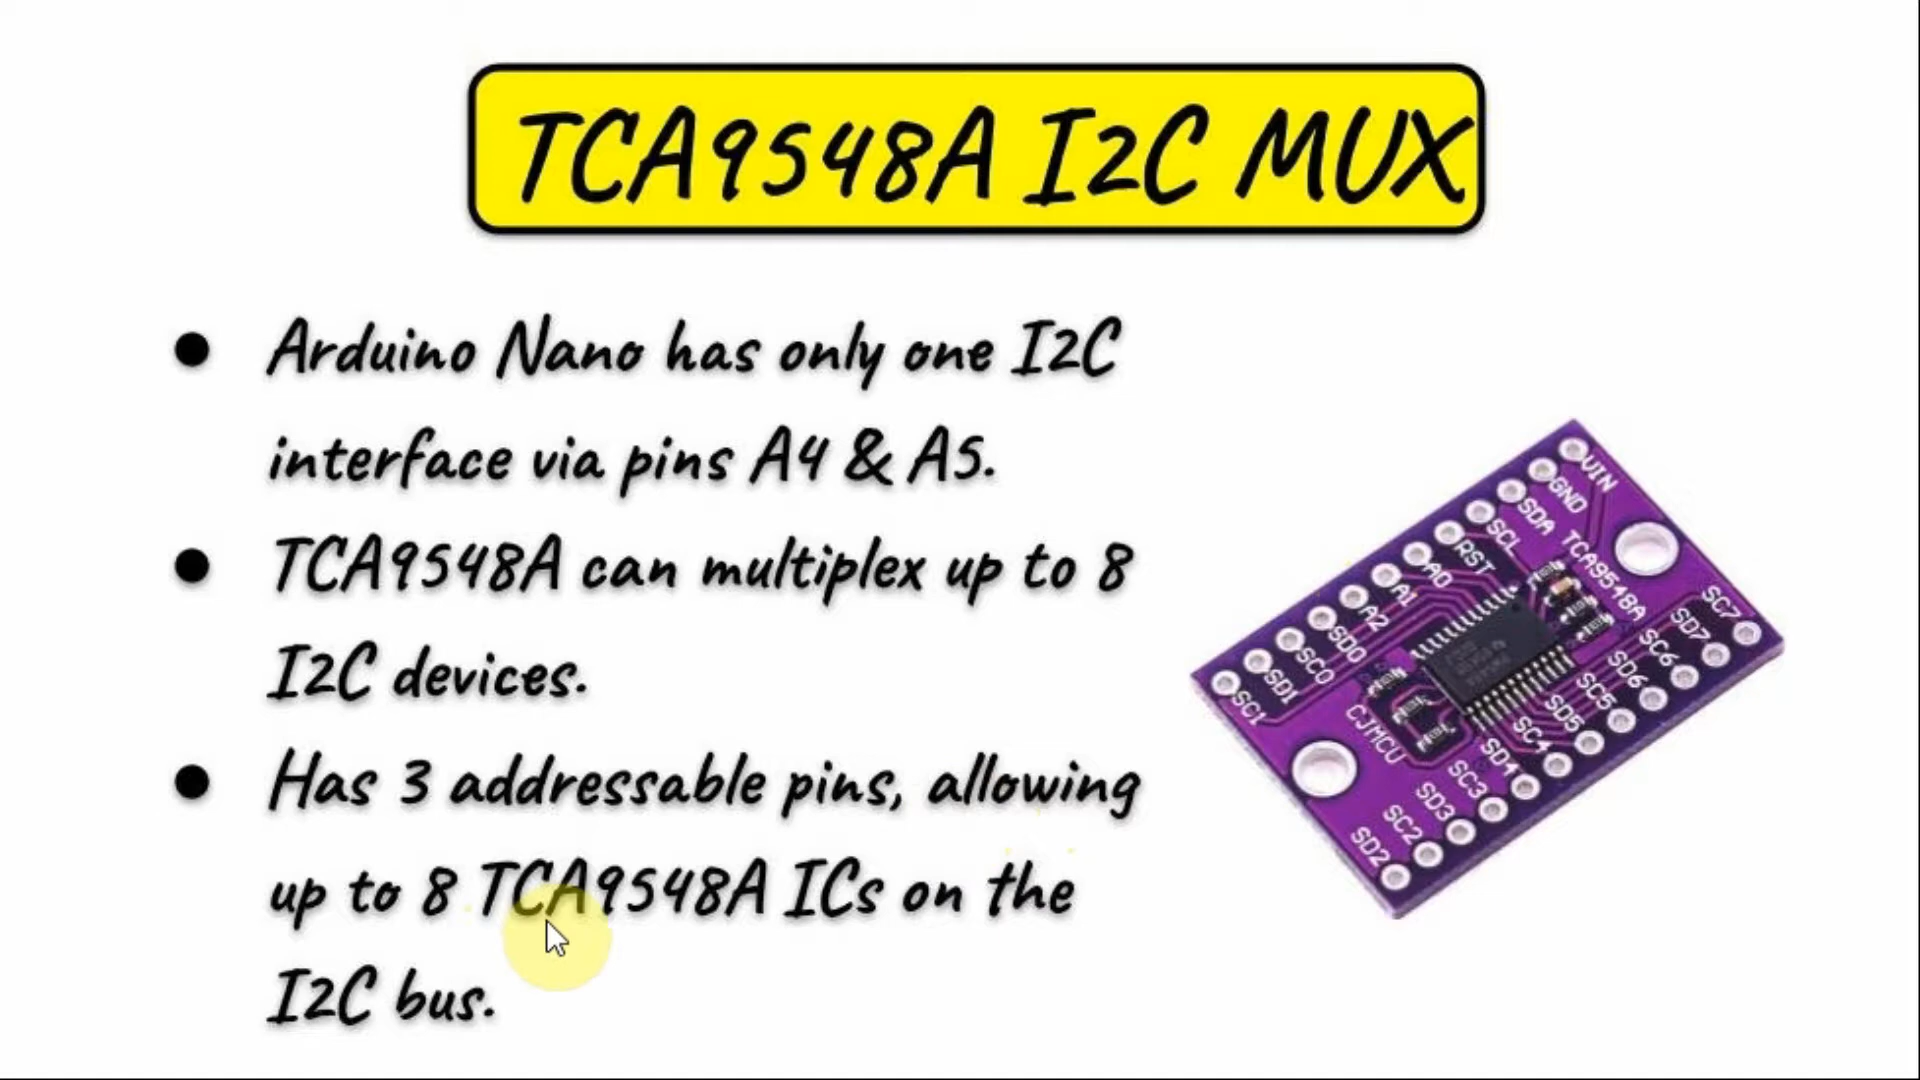 TCA9548A I2C MUX
● Arduino Nano has only one I2C
interface via pins A4 & A5.
● TCA9548A can multiplex up to 8
I2C devices.
● Has 3 addressable pins, allowing
up to 8 TCA9548A ICs on the
I2C bus.
VIN
GND
SDA
SCL
RST
A0
A1
A2
SD0
SC0
SD1
SC1
TCA9548A
CJMCU
SC7
SD7
SC6
SD6
SC5
SD5
SC4
SD4
SC3
SD3
SC2
SD2